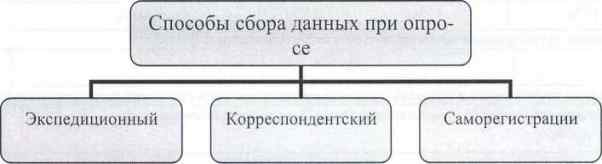 Способы сбора данных при опро-
се
Экспедиционный
Корреспондентский
Саморегистрации